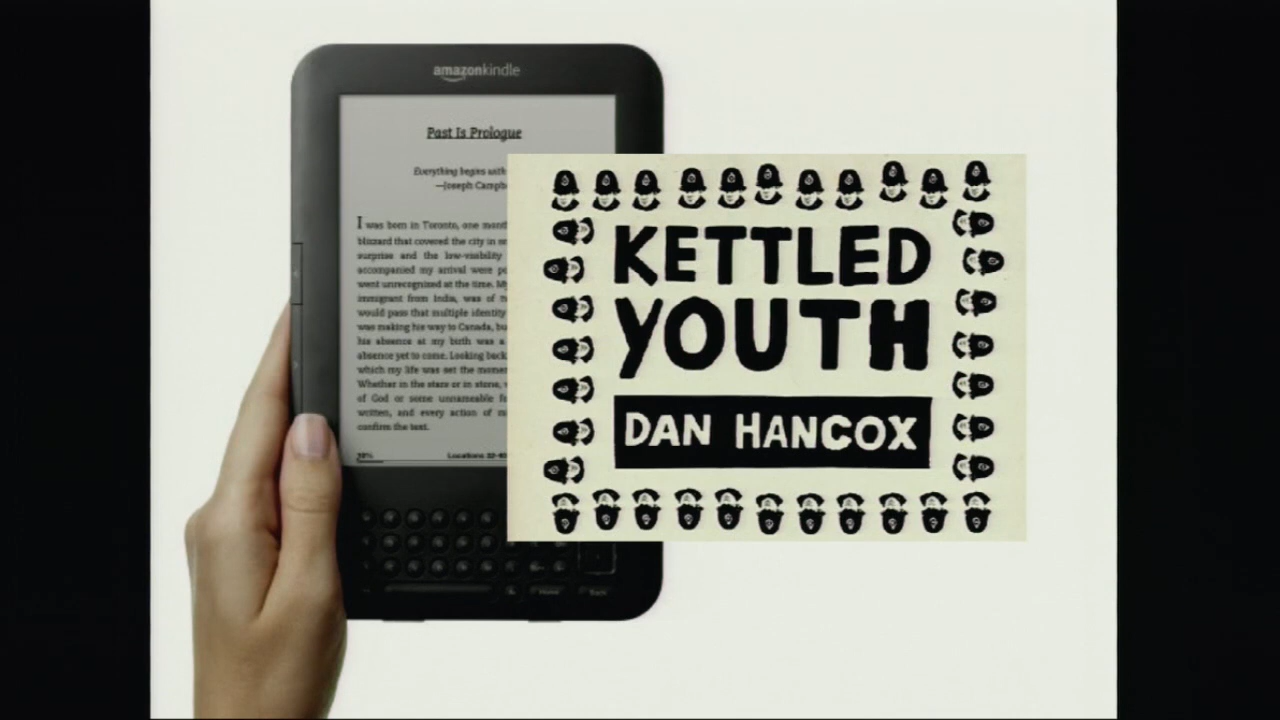 amazonkindle
Past Is Prologue
Everything begins with
—Joseph Campb
I was born in Toronto, one mont
blizzard that covered the city in
surprise and the low-visibility
accompanied my arrival were
went unrecognized at the time.
immigrant from India, was of
would pass that multiple identity
was making his way to Canada,
his absence at my birth was a
absence yet to come. Looking back,
which my life was set the
Whether in the stars or in stone,
of God or some unnameable
written, and every action of
confirm the text.
KETTLED
YOUTH
DAN HANCOX
Home
Back